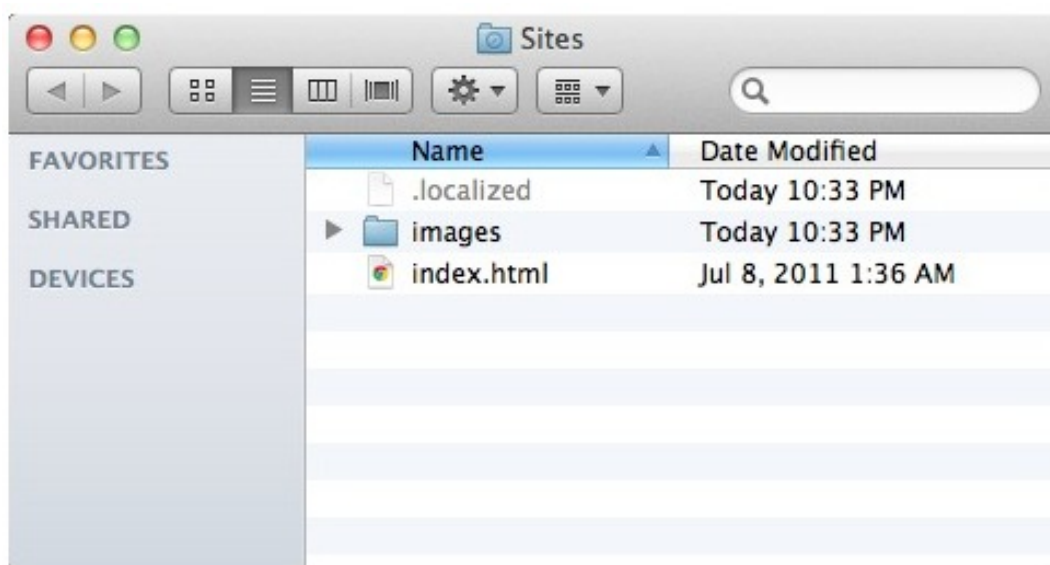 Sites
FAVORITES
SHARED
DEVICES
Name Date Modified
.localized Today 10:33 PM
images Today 10:33 PM
index.html Jul 8, 2011 1:36 AM